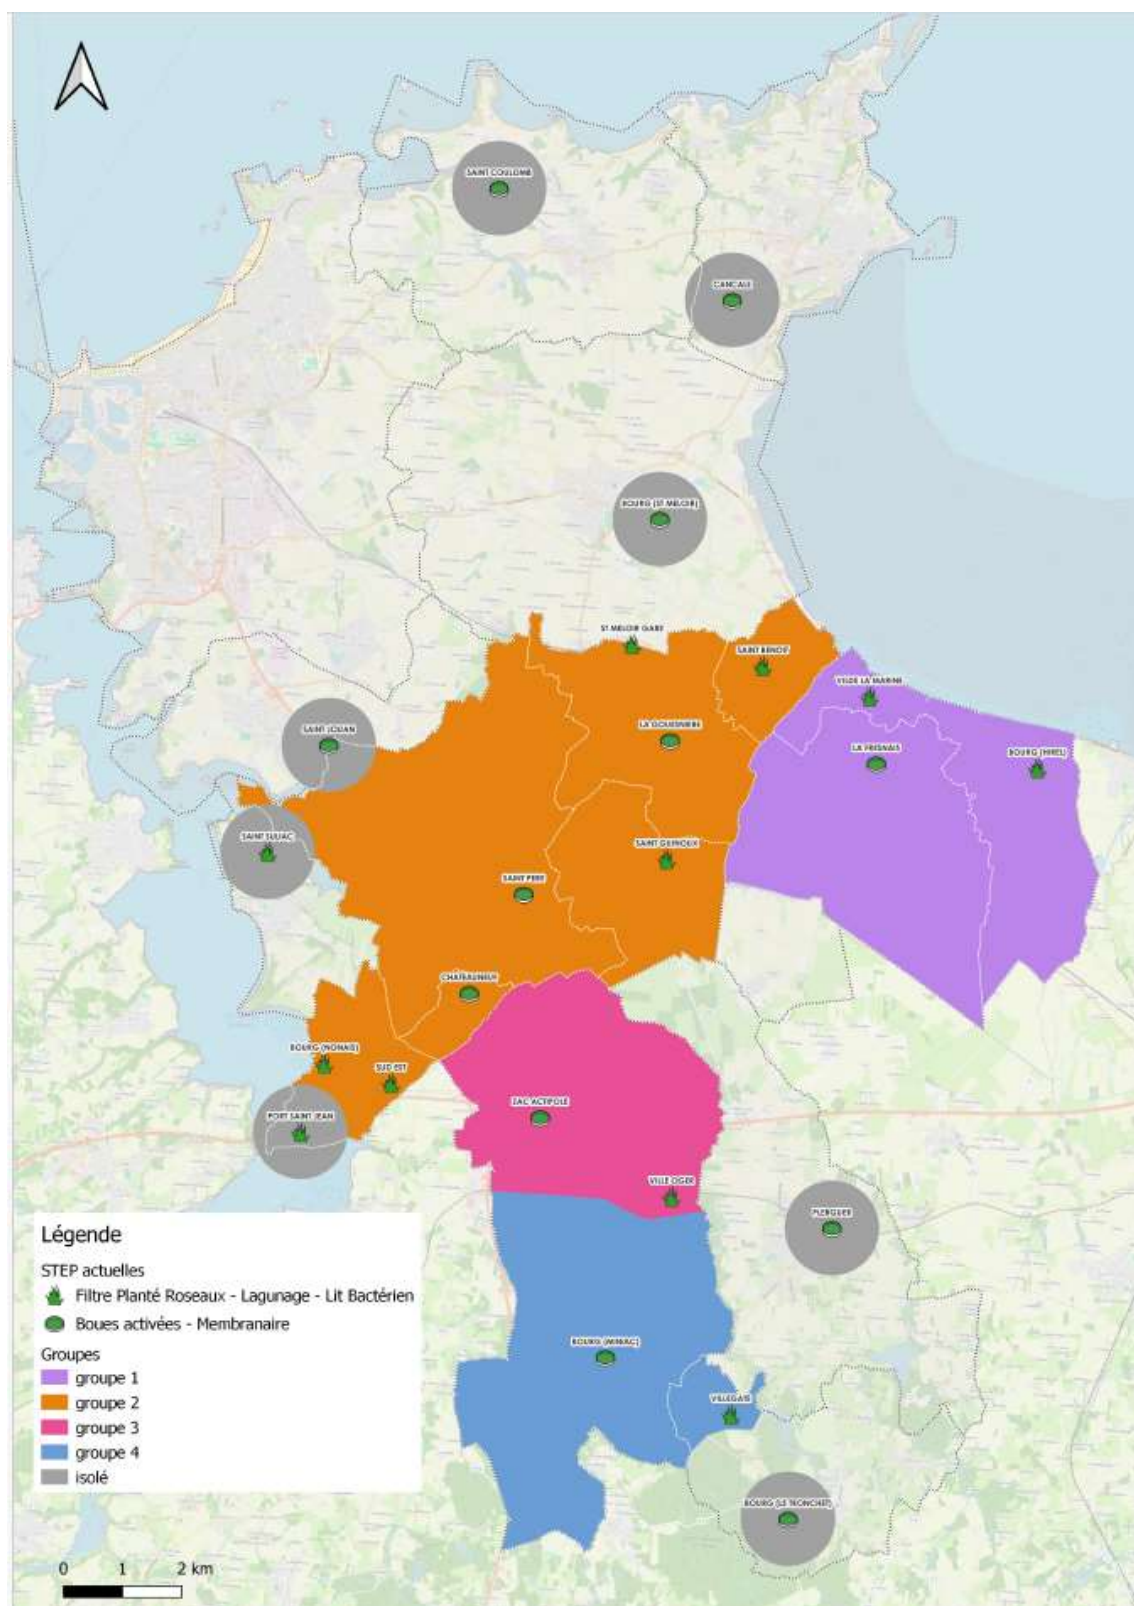 SAINT COULOMB
CANCALE
BOURG (ST MELOIR)
ST MELOIR GARE
SAINT BENOIT
VILDE LA MARINE
SAINT JOUAN
LA GOUESNIERE
LA FRESNAIS
BOURG (HIREL)
SAINT SULIAC
SAINT GUINOUX
SAINT PERE
CHATEAUNEUF
BOURG (NONAIS)
SUD EST
PORT SAINT JEAN
ZAC ACTIPOLE
VILLE OGER
PLERGUER
Légende
STEP actuelles
Filtre Planté Roseaux - Lagunage - Lit Bactérien
Boues activées - Membranaire
Groupes
groupe 1
groupe 2
groupe 3
groupe 4
isolé
BOURG (MINIAC)
VILLEGATE
BOURG (LE TRONCHET)
0 1 2 km